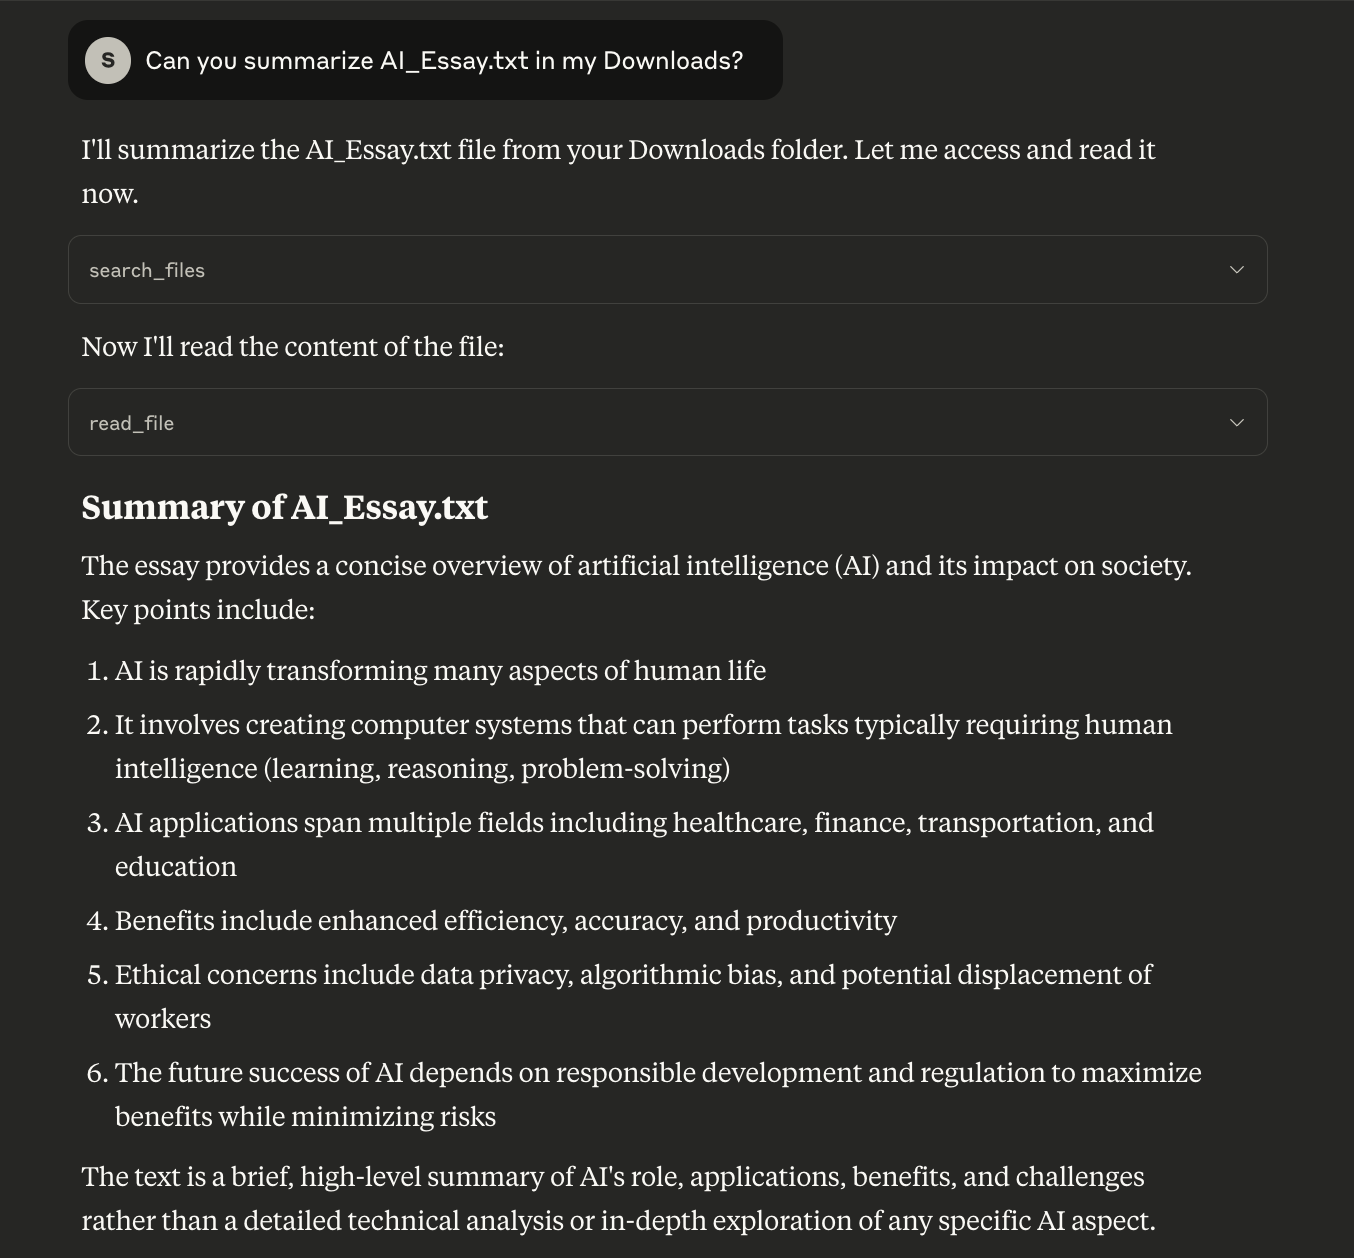 S
Can you summarize AI_Essay.txt in my Downloads?
I'll summarize the AI_Essay.txt file from your Downloads folder. Let me access and read it
now.
search_files
Now I'll read the content of the file:
read_file
Summary of AI_Essay.txt
The essay provides a concise overview of artificial intelligence (AI) and its impact on society.
Key points include:
1. AI is rapidly transforming many aspects of human life
2. It involves creating computer systems that can perform tasks typically requiring human
intelligence (learning, reasoning, problem-solving)
3. AI applications span multiple fields including healthcare, finance, transportation, and
education
4. Benefits include enhanced efficiency, accuracy, and productivity
5. Ethical concerns include data privacy, algorithmic bias, and potential displacement of
workers
6. The future success of AI depends on responsible development and regulation to maximize
benefits while minimizing risks
The text is a brief, high-level summary of AI's role, applications, benefits, and challenges
rather than a detailed technical analysis or in-depth exploration of any specific AI aspect.